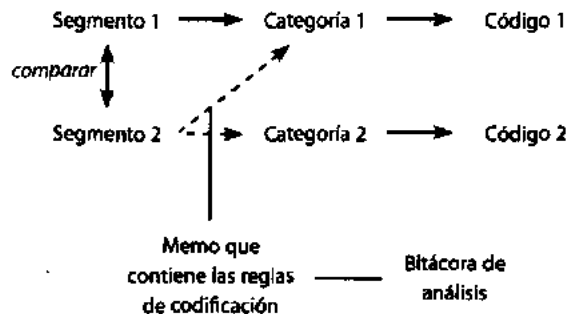 Segmento 1 Categoría 1 Código 1
comparar
Segmento 2 Categoría 2 Código 2
Memo que
contiene las reglas
de codificación
Bitácora de
análisis